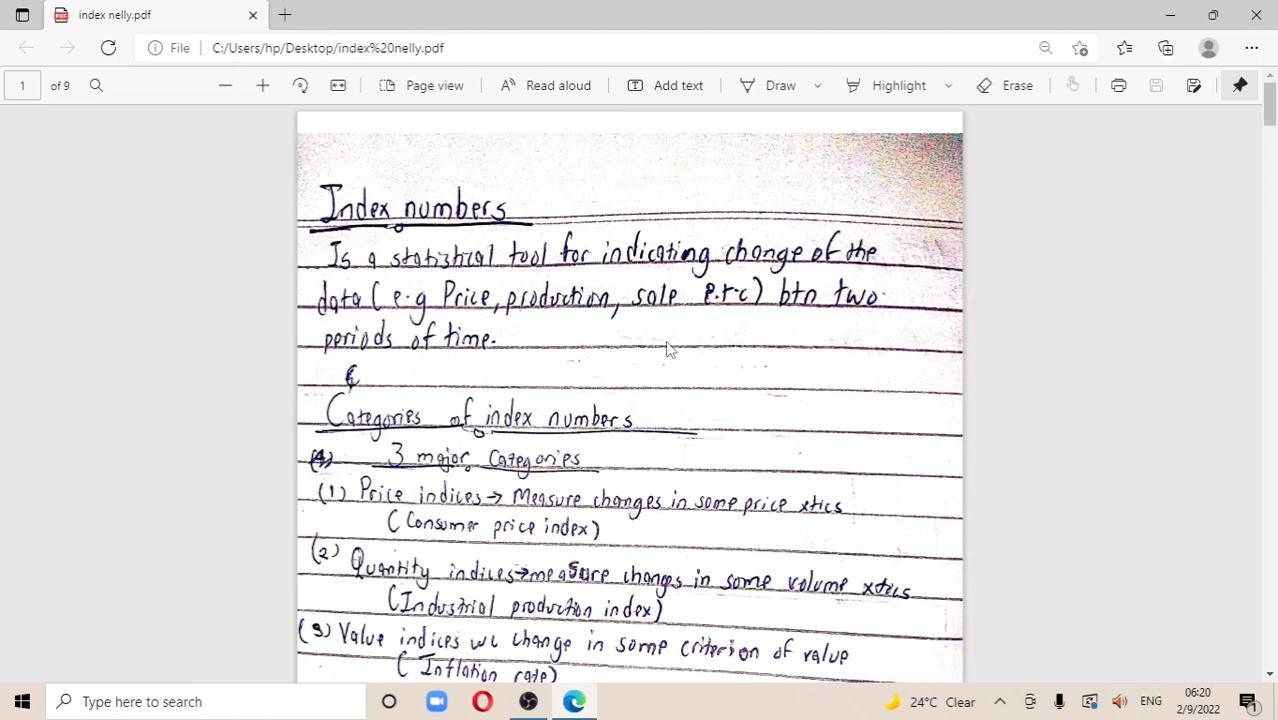 index nelly.pdf
File C:/Users/hp/Desktop/index%20nelly.pdf
1 of 9 Page view Read aloud Add text Draw Highlight Erase
Index numbers
Is a statistical tool for indicating change of the
data (e.g Price, production, sale e.t.c) btn two
periods of time.
Categories of index numbers
3 major categories
(1) Price indices → Measure changes in some price xtics
(Consumer price index)
(2) Quantity indices → measure changes in some volume xtics
(Industrial production index)
(3) Value indices change in some criterion of value
(Inflation rate)
Type here to search 24°C Clear ENG 06:20
2/9/2022 1